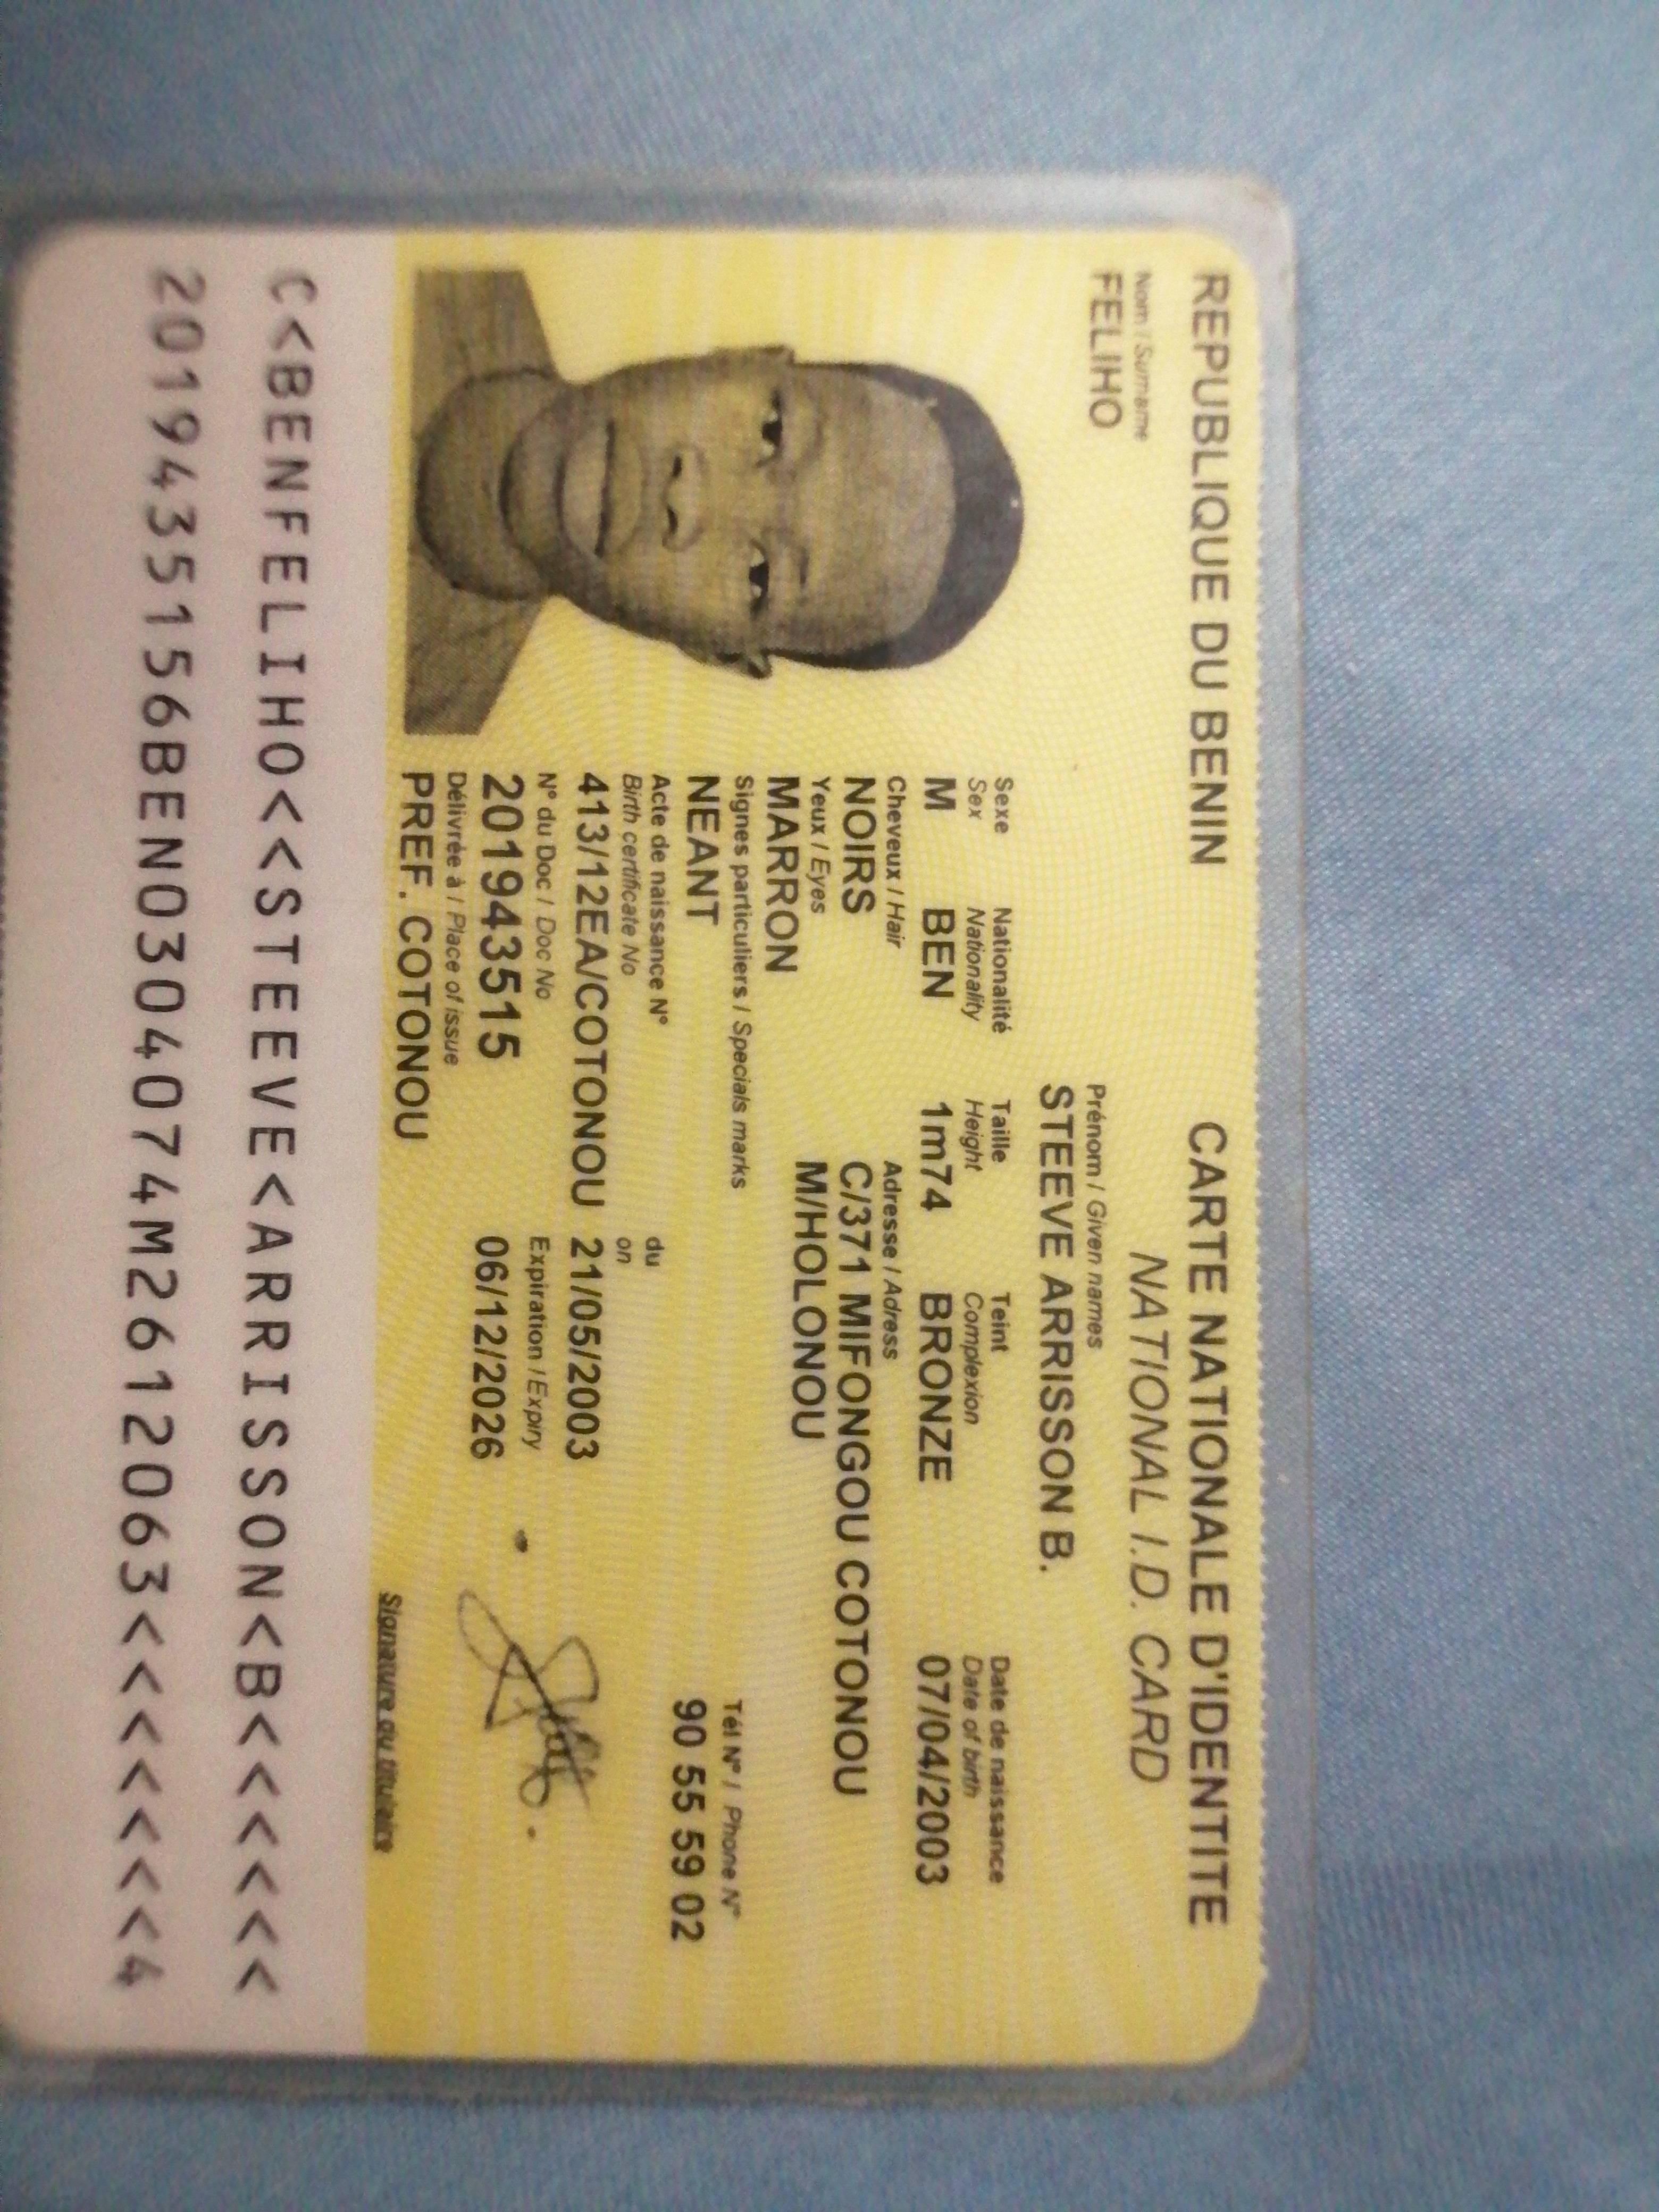 REPUBLIQUE DU BENIN CARTE NATIONALE D'IDENTITE
NATIONAL I.D. CARD
Nom / Surname
FELIHO
Prénom / Given names
STEEVE ARRISSON B.
Sexe Nationalité Taille Teint Date de naissance
Sex Nationality Height Complexion Date of birth
M BEN 1m74 BRONZE 07/04/2003
Cheveux / Hair Adresse / Adress
NOIRS C/371 MIFONGOU COTONOU
Yeux / Eyes M/HOLONOU
MARRON
Signes particuliers / Specials marks Tél N° / Phone N°
NEANT 90 55 59 02
Acte de naissance N° du
Birth certificate No on
413/12EA/COTONOU 21/05/2003
N° du Doc / Doc No Expiration / Expiry
201943515 06/12/2026
Délivrée à / Place of issue
PREF. COTONOU
Signature du titulaire
C<BENFELIHO<<STEEVE<ARRISSON<B<<<<<<
2019435156BEN0304074M2612063<<<<<<<4